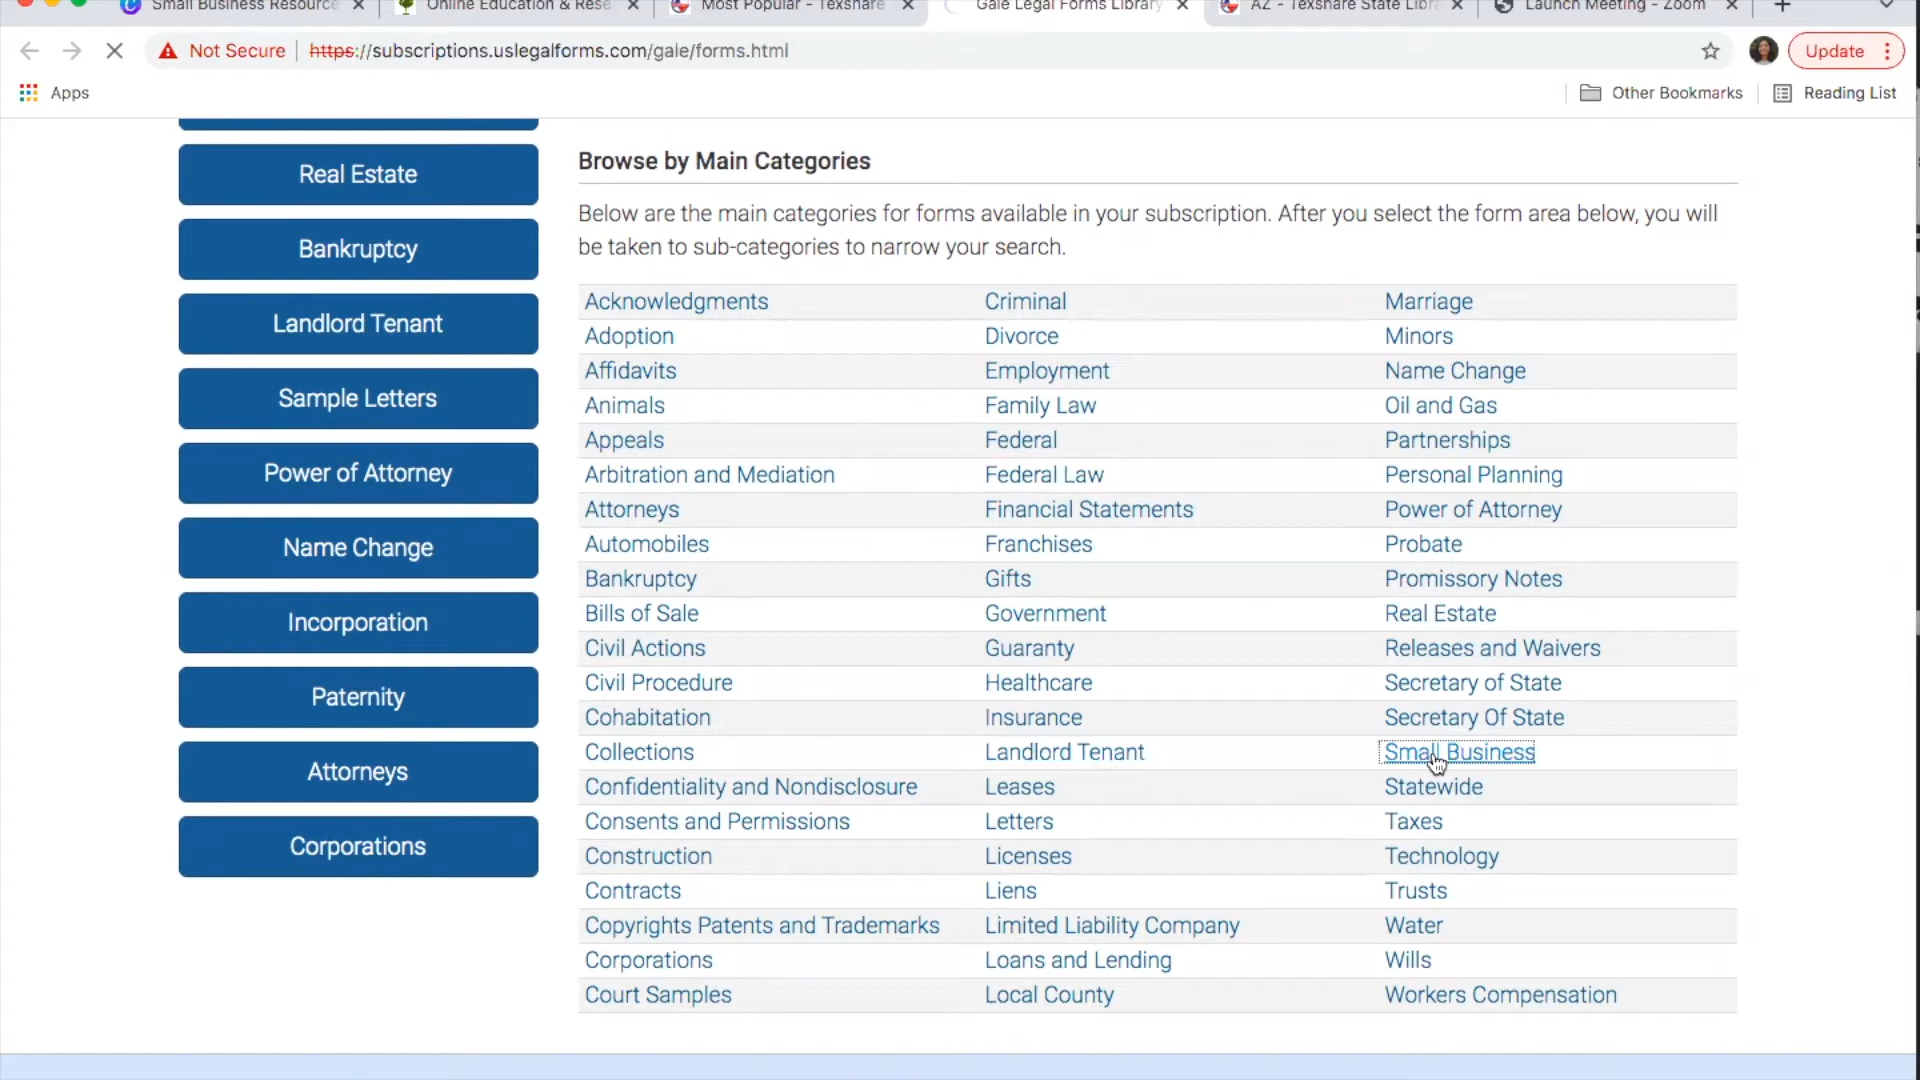 Small Business Resource
Online Education & Rese
Most Popular - Texshare
Gale Legal Forms Library
AZ - Texshare State Libr
Launch Meeting - Zoom
Not Secure https://subscriptions.uslegalforms.com/gale/forms.html
Update
Apps
Other Bookmarks
Reading List
Real Estate
Bankruptcy
Landlord Tenant
Sample Letters
Power of Attorney
Name Change
Incorporation
Paternity
Attorneys
Corporations
Browse by Main Categories
Below are the main categories for forms available in your subscription. After you select the form area below, you will
be taken to sub-categories to narrow your search.
Acknowledgments Criminal Marriage
Adoption Divorce Minors
Affidavits Employment Name Change
Animals Family Law Oil and Gas
Appeals Federal Partnerships
Arbitration and Mediation Federal Law Personal Planning
Attorneys Financial Statements Power of Attorney
Automobiles Franchises Probate
Bankruptcy Gifts Promissory Notes
Bills of Sale Government Real Estate
Civil Actions Guaranty Releases and Waivers
Civil Procedure Healthcare Secretary of State
Cohabitation Insurance Secretary Of State
Collections Landlord Tenant Small Business
Confidentiality and Nondisclosure Leases Statewide
Consents and Permissions Letters Taxes
Construction Licenses Technology
Contracts Liens Trusts
Copyrights Patents and Trademarks Limited Liability Company Water
Corporations Loans and Lending Wills
Court Samples Local County Workers Compensation